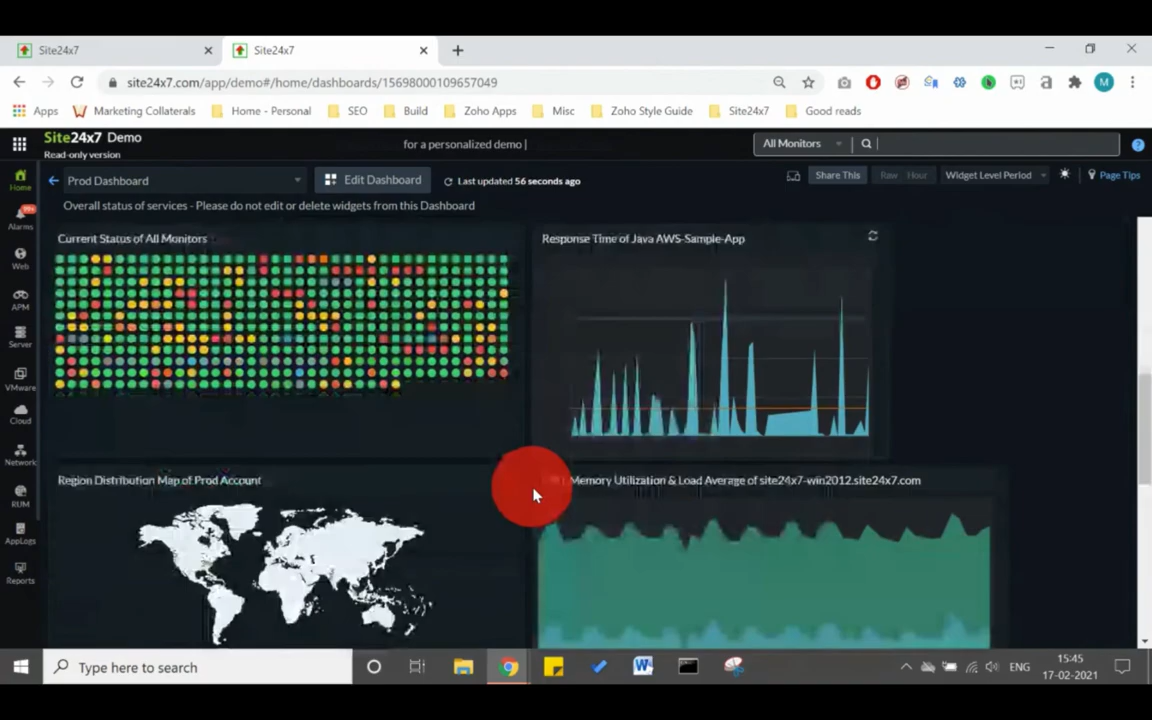 Site24x7
Site24x7
site24x7.com/app/demo#/home/dashboards/15698000109657049
Apps
Marketing Collaterals
Home - Personal
SEO
Build
Zoho Apps
Misc
Zoho Style Guide
Site24x7
Good reads
Site24x7 Demo
Read-only version
for a personalized demo |
All Monitors
Home
Prod Dashboard
Edit Dashboard
Last updated 56 seconds ago
Share This
Raw Hour
Widget Level Period
Page Tips
Overall status of services - Please do not edit or delete widgets from this Dashboard
Alarms
Web
APM
Server
VMware
Cloud
Network
RUM
AppLogs
Reports
Current Status of All Monitors
Response Time of Java AWS-Sample-App
Region Distribution Map of Prod Account
Memory Utilization & Load Average of site24x7-win2012.site24x7.com
Type here to search
ENG
15:45
17-02-2021